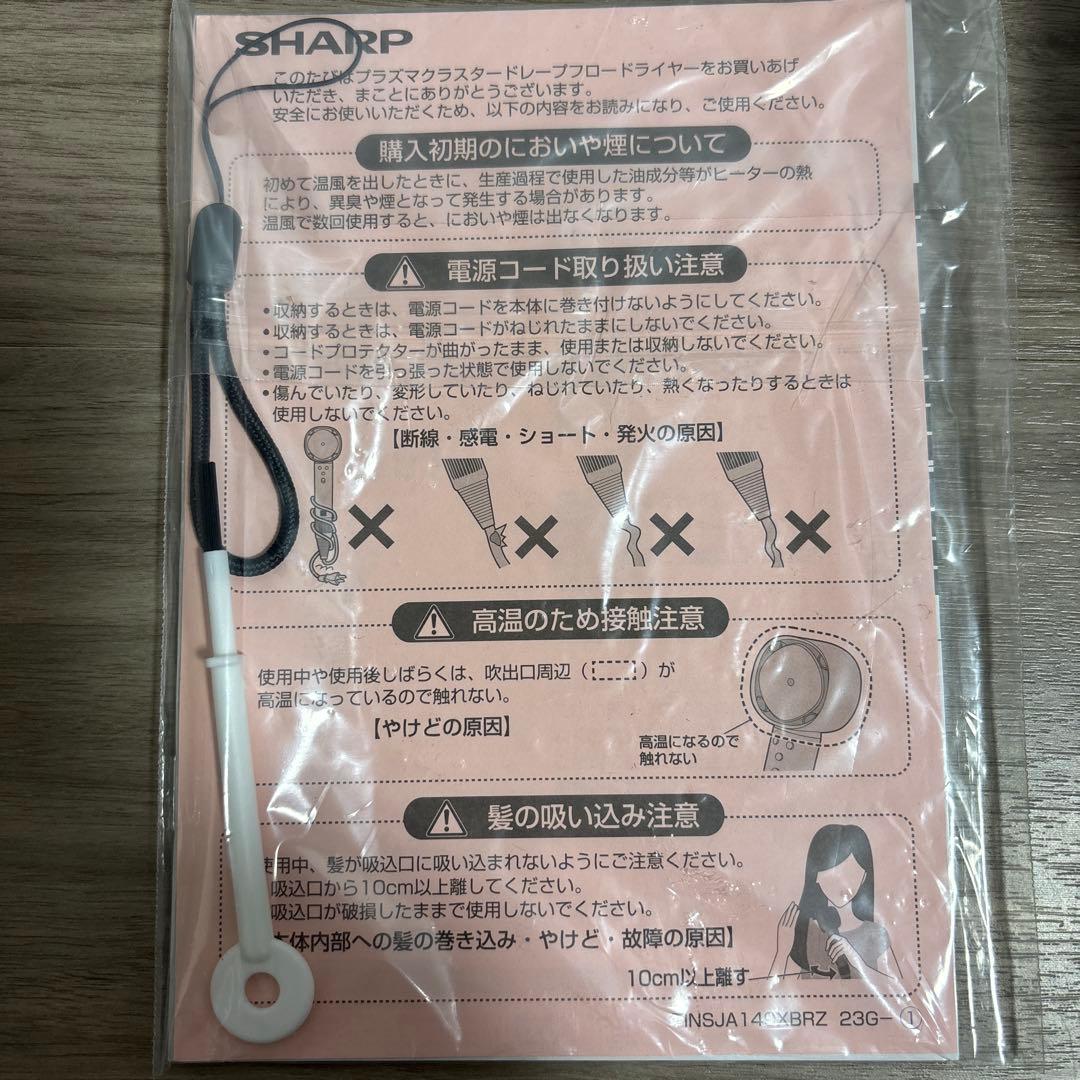 SHARP
このたびはプラズマクラスタードレープフロードライヤーをお買いあげ
いただき、まことにありがとうございます。
安全にお使いいただくため、以下の内容をお読みになり、ご使用ください。
購入初期のにおいや煙について
初めて温風を出したときに、生産過程で使用した油成分等がヒーターの熱
により、異臭や煙となって発生する場合があります。
温風で数回使用すると、においや煙は出なくなります。
電源コード取り扱い注意
•収納するときは、電源コードを本体に巻き付けないようにしてください。
•収納するときは、電源コードがねじれたままにしないでください。
•コードプロテクターが曲がったまま、使用または収納しないでください。
•電源コードを引っ張った状態で使用しないでください。
•傷んでいたり、変形していたり、ねじれていたり、熱くなったりするときは
使用しないでください。
【断線・感電・ショート・発火の原因】
高温のため接触注意
使用中や使用後しばらくは、吹出口周辺（ ）が
高温になっているので触れない。
【やけどの原因】
高温になるので
触れない
髪の吸い込み注意
使用中、髪が吸込口に吸い込まれないようにご注意ください。
吸込口から10cm以上離してください。
吸込口が破損したままで使用しないでください。
本体内部への髪の巻き込み・やけど・故障の原因】
10cm以上離す
INSJA149XBRZ 23G-①